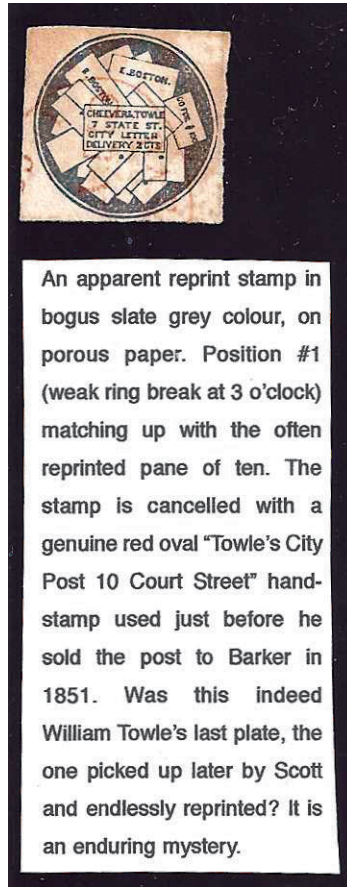 E. BOSTON.
E. BOSTON.
CHEEVER & TOWLE
7 STATE ST.
CITY LETTER
DELIVERY 2 CTS
An apparent reprint stamp in
bogus slate grey colour, on
porous paper. Position #1
(weak ring break at 3 o'clock)
matching up with the often
reprinted pane of ten. The
stamp is cancelled with a
genuine red oval “Towle's City
Post 10 Court Street” hand-
stamp used just before he
sold the post to Barker in
1851. Was this indeed
William Towle's last plate, the
one picked up later by Scott
and endlessly reprinted? It is
an enduring mystery.